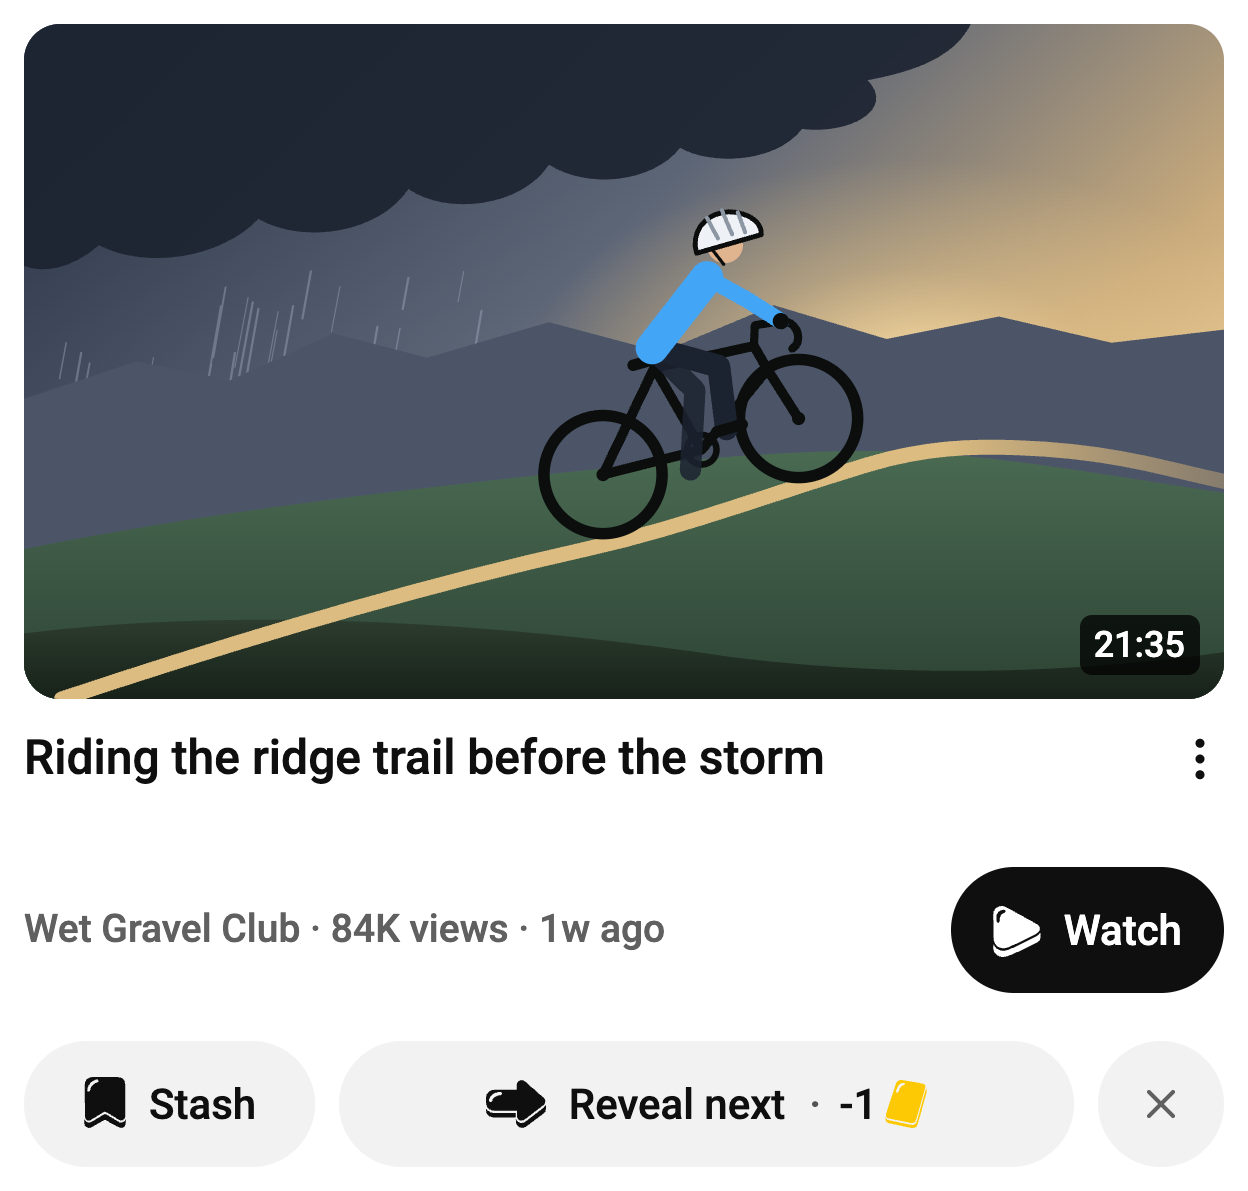 21:35
Riding the ridge trail before the storm
Wet Gravel Club · 84K views · 1w ago
Watch
Stash
Reveal next · -1